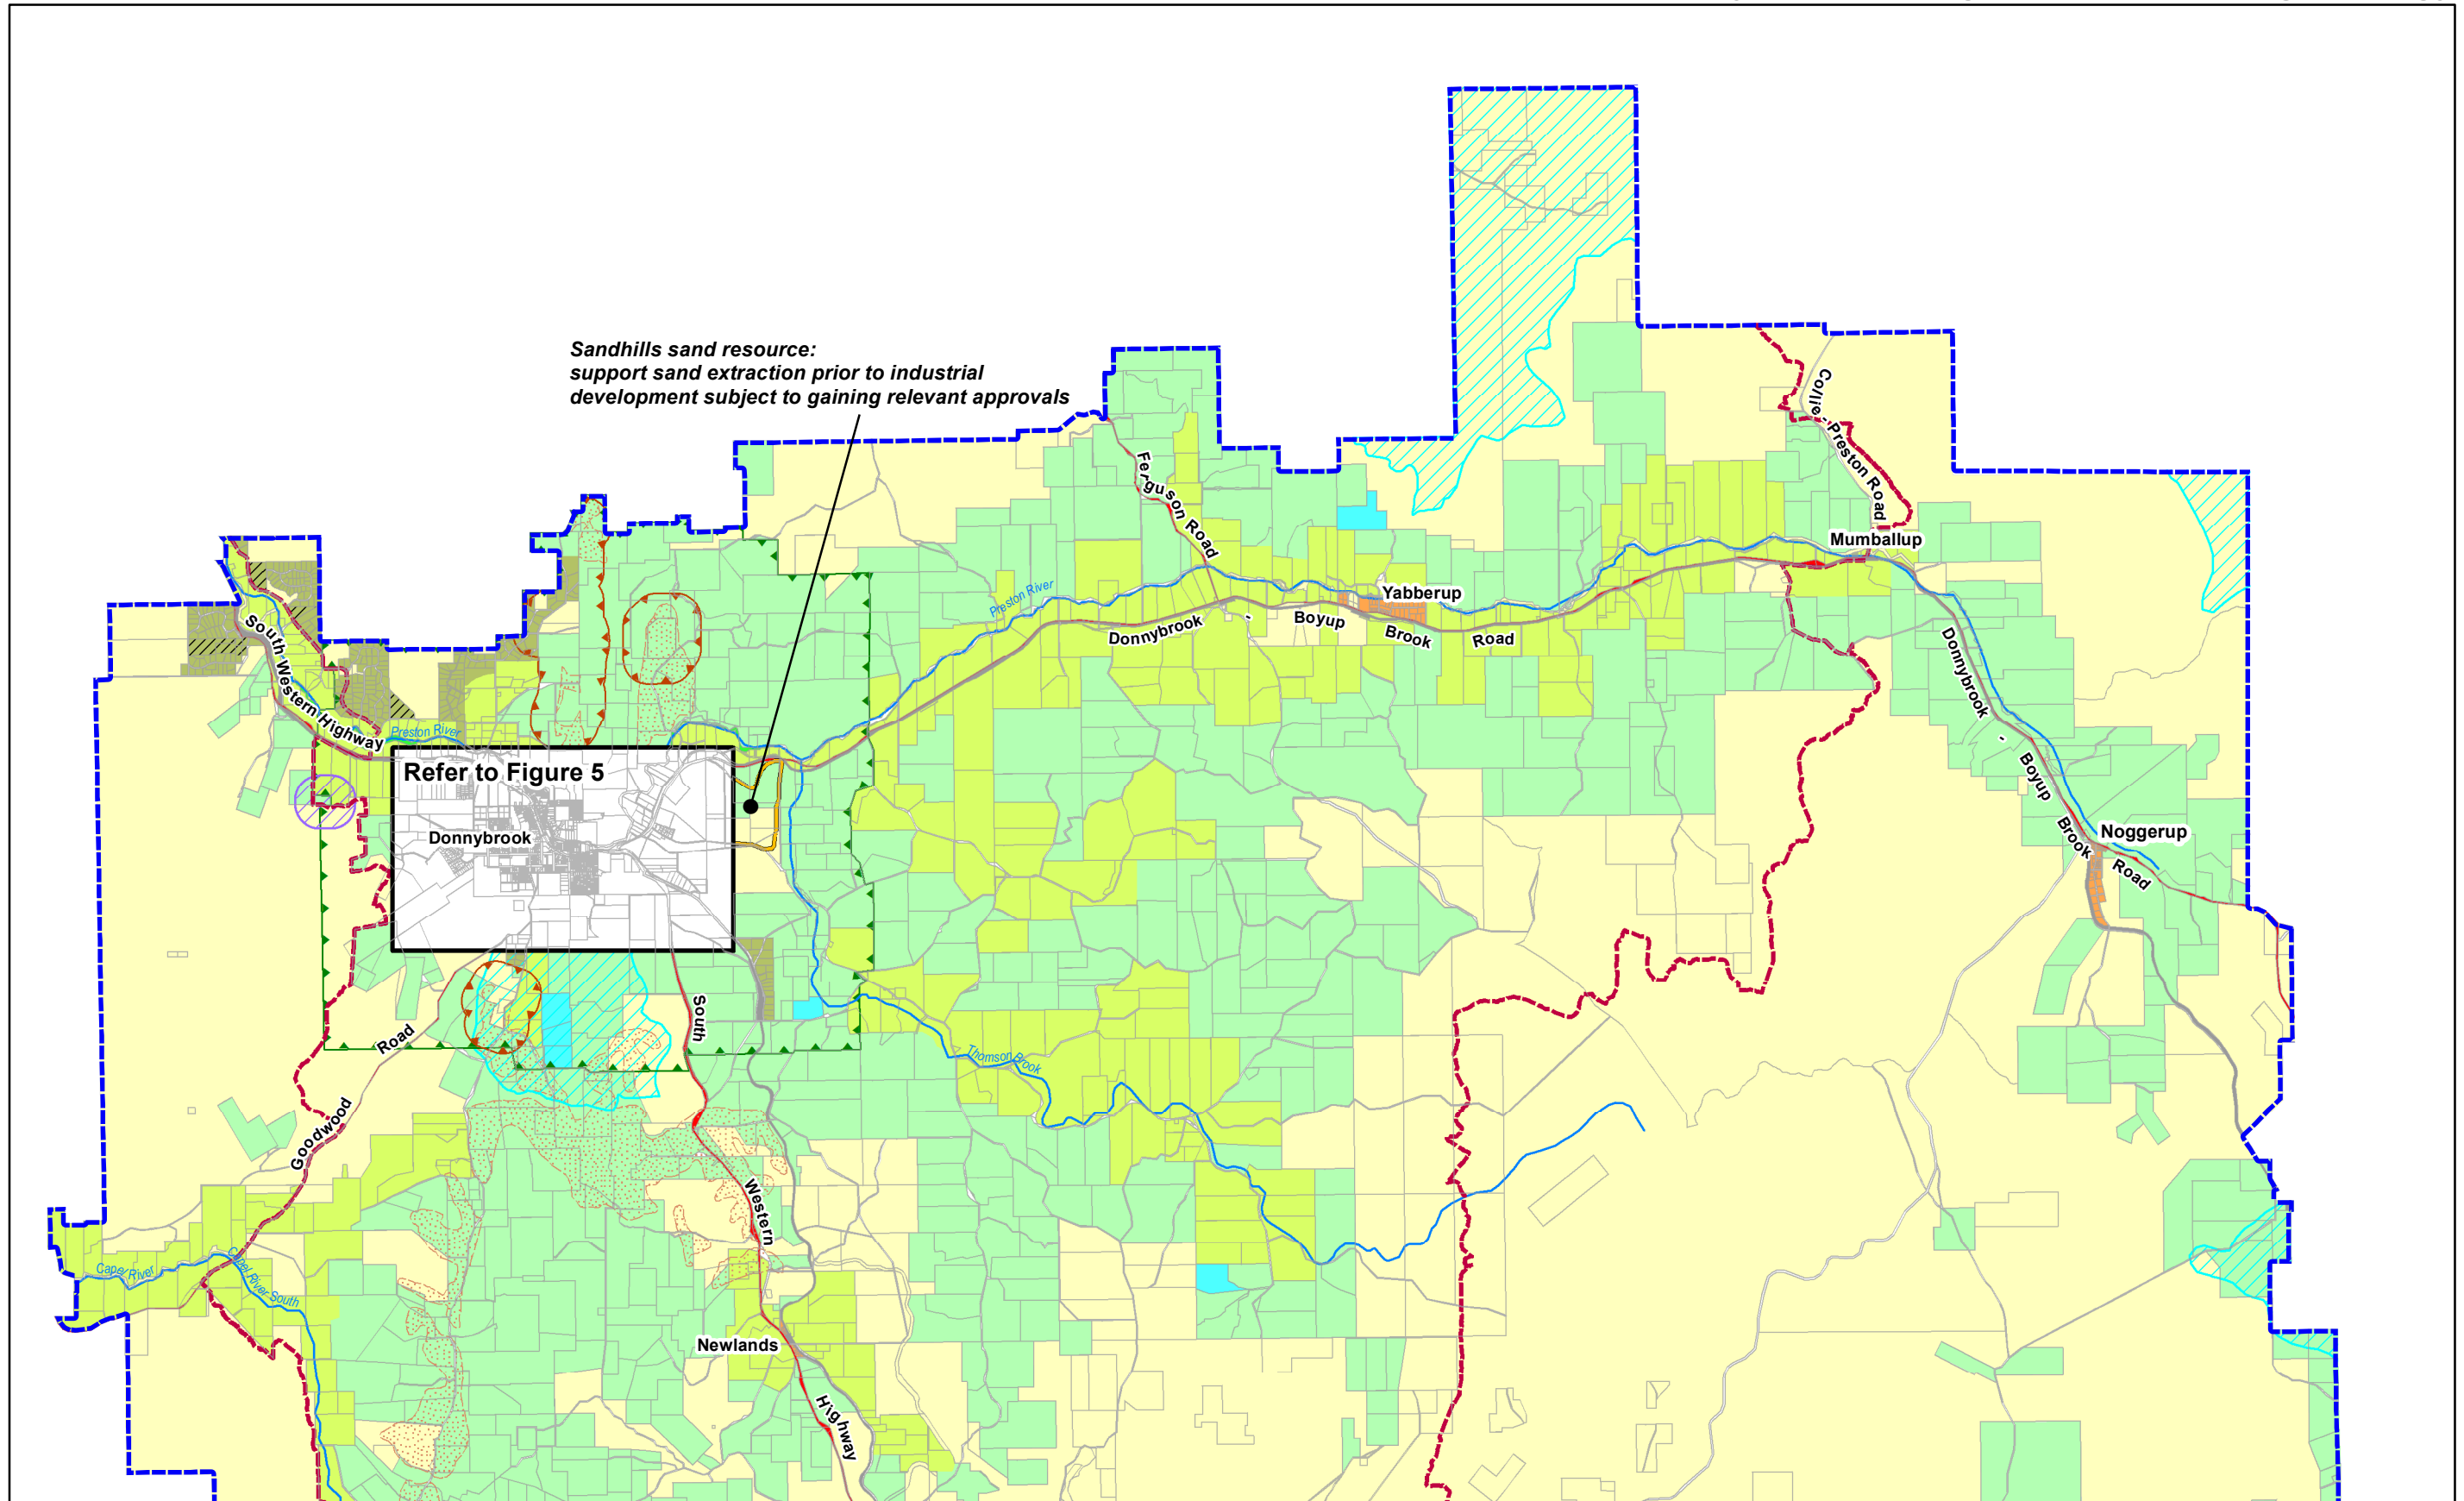 Sandhills sand resource:
support sand extraction prior to industrial
development subject to gaining relevant approvals
Collie - Preston Road
Ferguson Road
Mumballup
Preston River
Yabberup
Donnybrook - Boyup Brook Road
South Western Highway
Preston River
Donnybrook - Boyup Brook Road
Refer to Figure 5
Donnybrook
Noggerup
South Western Highway
Goodwood Road
Thomson Brook
Capel River
Capel River South
Newlands